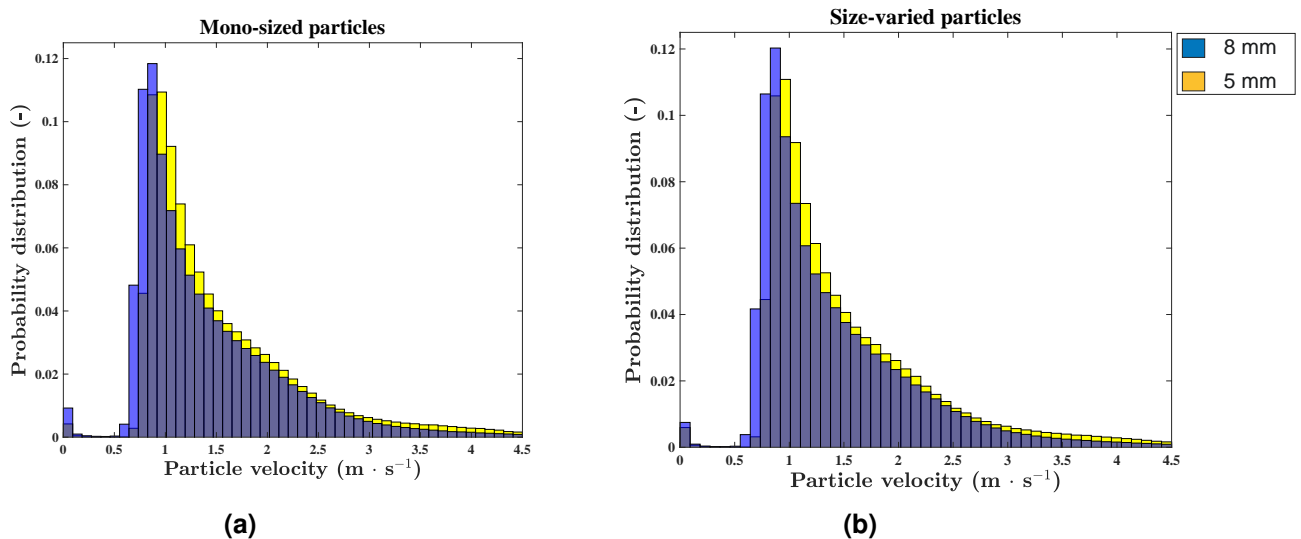 Mono-sized particles
Probability distribution (-)
0.12
0.1
0.08
0.06
0.04
0.02
0
0 0.5 1 1.5 2 2.5 3 3.5 4 4.5
Particle velocity (m · s⁻¹)
(a)
Size-varied particles
Probability distribution (-)
0.12
0.1
0.08
0.06
0.04
0.02
0
0 0.5 1 1.5 2 2.5 3 3.5 4 4.5
Particle velocity (m · s⁻¹)
(b)
8 mm
5 mm